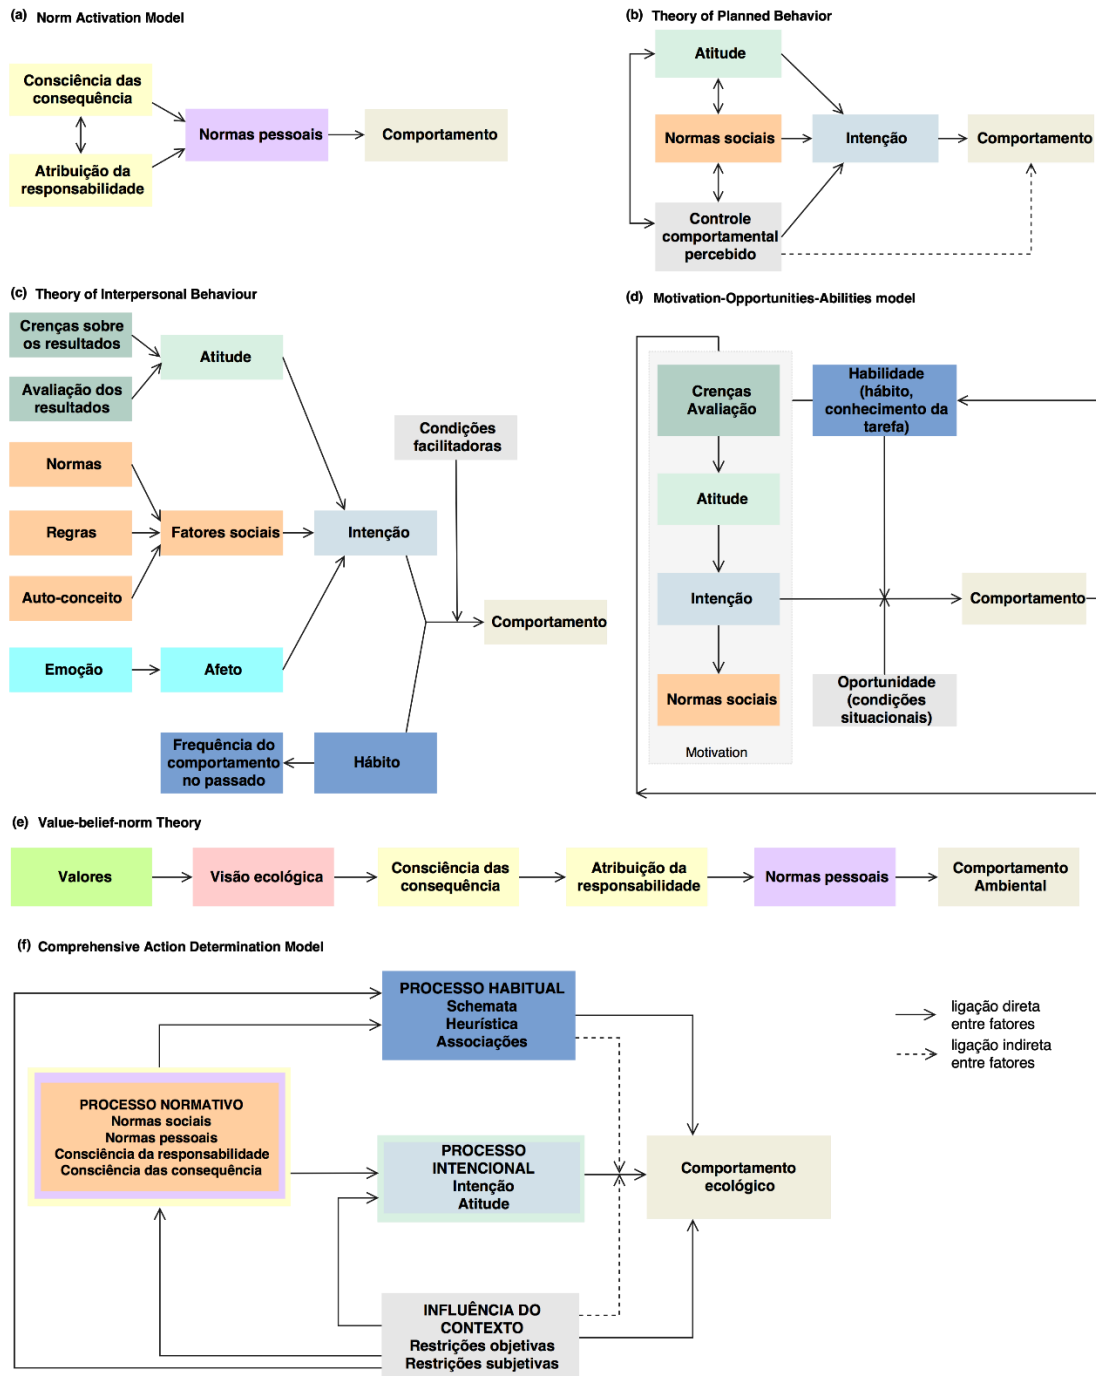 (a) Norm Activation Model
Consciência das
consequência
Atribuição da
responsabilidade
Normas pessoais
Comportamento
(b) Theory of Planned Behavior
Atitude
Normas sociais
Controle
comportamental
percebido
Intenção
Comportamento
(c) Theory of Interpersonal Behaviour
Crenças sobre
os resultados
Avaliação dos
resultados
Atitude
Normas
Regras
Auto-conceito
Fatores sociais
Emoção
Afeto
Intenção
Condições
facilitadoras
Comportamento
Frequência do
comportamento
no passado
Hábito
(d) Motivation-Opportunities-Abilities model
Crenças
Avaliação
Atitude
Intenção
Normas sociais
Motivation
Habilidade
(hábito,
conhecimento da
tarefa)
Comportamento
Oportunidade
(condições
situacionais)
(e) Value-belief-norm Theory
Valores
Visão ecológica
Consciência das
consequência
Atribuição da
responsabilidade
Normas pessoais
Comportamento
Ambiental
(f) Comprehensive Action Determination Model
PROCESSO HABITUAL
Schemata
Heurística
Associações
PROCESSO NORMATIVO
Normas sociais
Normas pessoais
Consciência da responsabilidade
Consciência das consequência
PROCESSO
INTENCIONAL
Intenção
Atitude
Comportamento
ecológico
INFLUÊNCIA DO
CONTEXTO
Restrições objetivas
Restrições subjetivas
ligação direta
entre fatores
ligação indireta
entre fatores